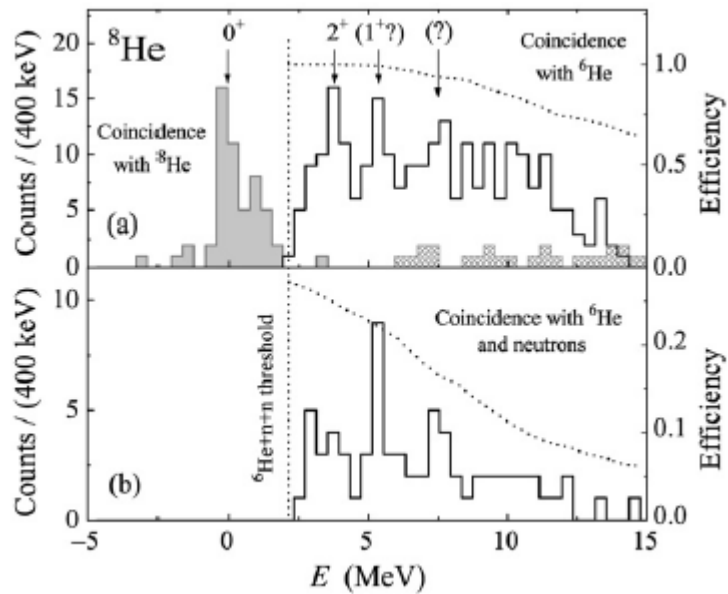 ⁸He
0⁺
2⁺ (1⁺?)
(?)
Coincidence
with ⁶He
Coincidence
with ⁸He
(a)
Counts / (400 keV)
20
15
10
5
0
1.0
0.5
0.0
Efficiency
Coincidence with ⁶He
and neutrons
⁶He+n+n threshold
(b)
Counts / (400 keV)
10
5
0
0.2
0.1
0.0
Efficiency
−5
0
5
10
15
E (MeV)